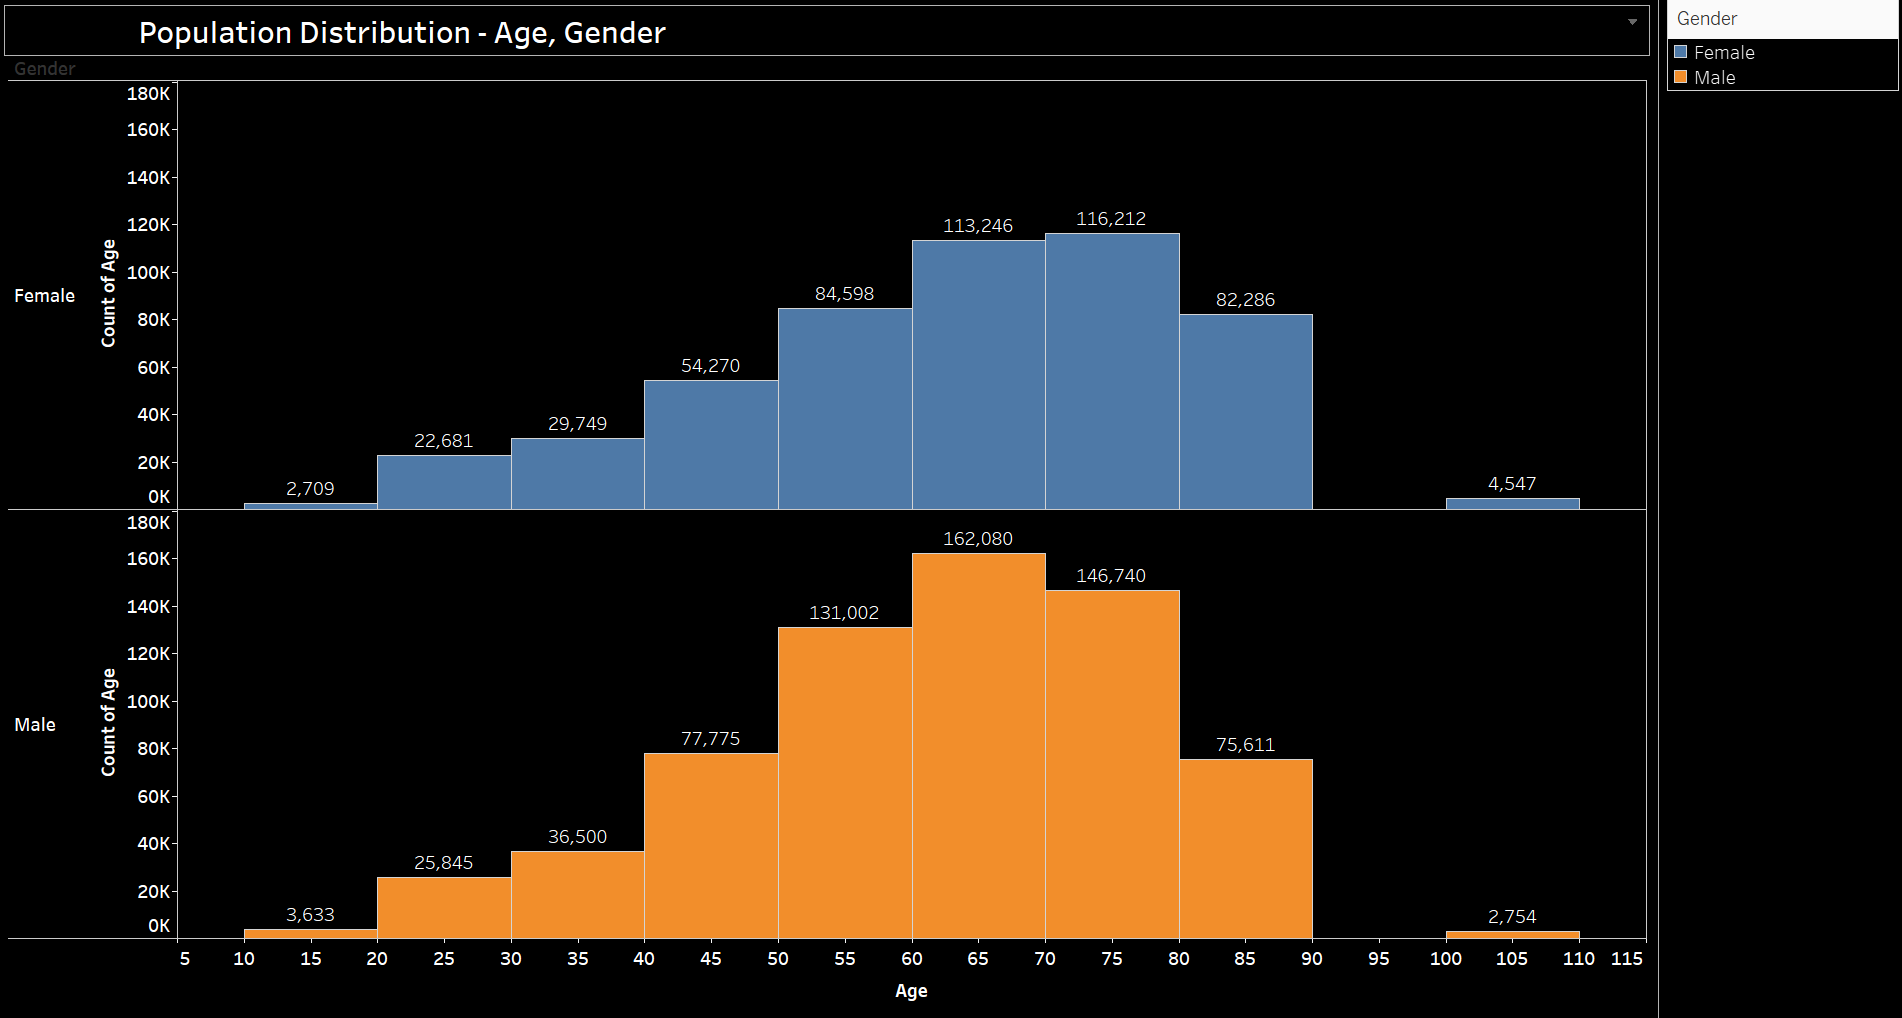 Population Distribution - Age, Gender
Gender
Female
Male
Gender
Female
Count of Age
180K
160K
140K
120K
100K
80K
60K
40K
20K
0K
2,709
22,681
29,749
54,270
84,598
113,246
116,212
82,286
4,547
Male
Count of Age
180K
160K
140K
120K
100K
80K
60K
40K
20K
0K
3,633
25,845
36,500
77,775
131,002
162,080
146,740
75,611
2,754
5 10 15 20 25 30 35 40 45 50 55 60 65 70 75 80 85 90 95 100 105 110 115
Age